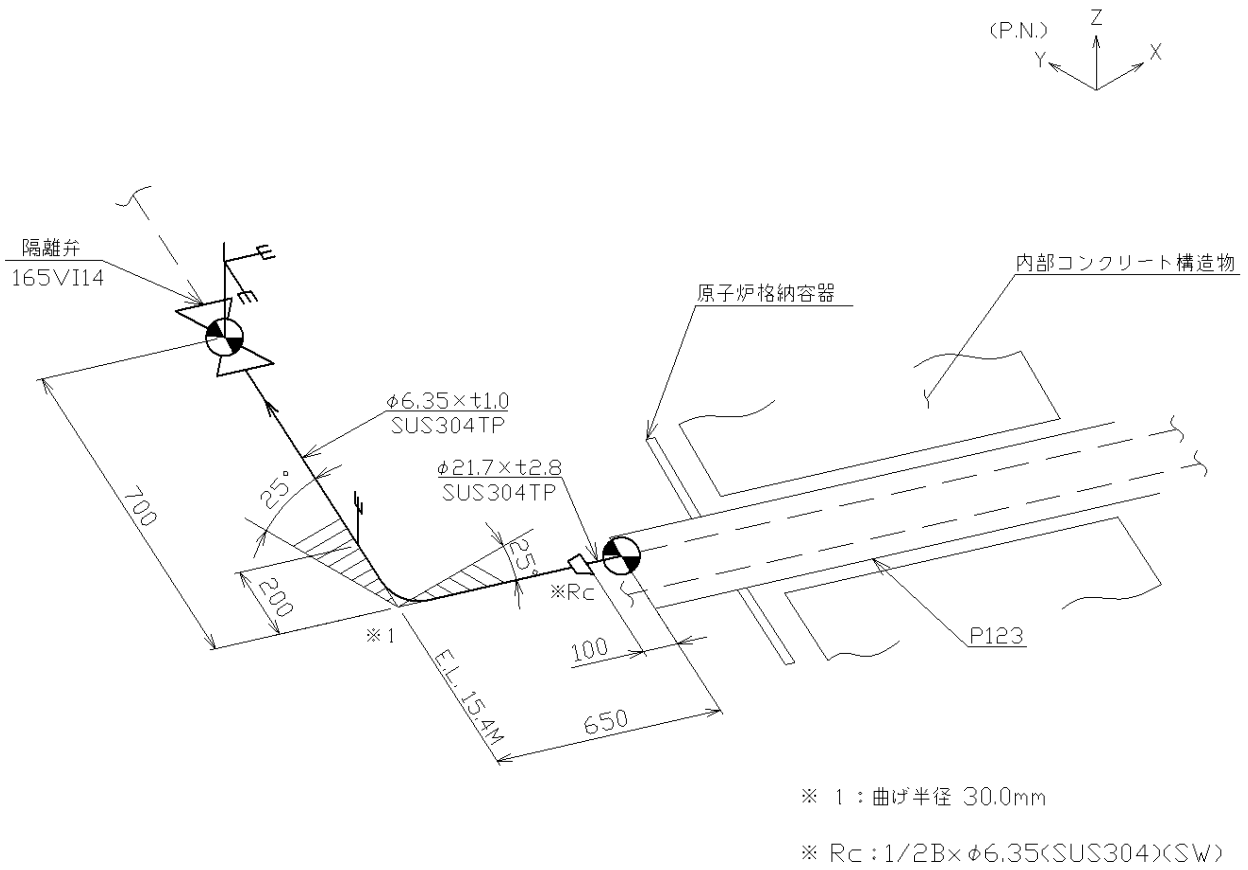 (P.N.)
Z
Y
X
隔離弁
165VI14
内部コンクリート構造物
原子炉格納容器
φ6.35×t1.0
SUS304TP
φ21.7×t2.8
SUS304TP
25°
25°
700
200
※Rc
※1
100
P123
E.L. 15.4M
650
※ 1:曲げ半径 30.0mm
※ Rc:1/2B×φ6.35(SUS304)(SW)